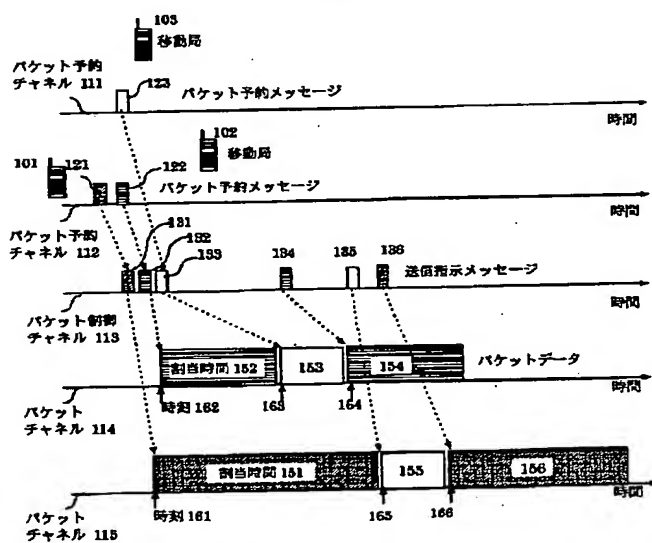 103
移動局
パケット予約
チャネル 111
123
パケット予約メッセージ
時間
102
移動局
101
121
122
パケット予約メッセージ
時間
パケット予約
チャネル 112
131
132
133
134
135
136
送信指示メッセージ
時間
パケット制御
チャネル 113
割当時間 152
153
154
パケットデータ
時刻 162
163
164
時間
パケット
チャネル 114
割当時間 151
155
156
時間
時刻 161
165
166
パケット
チャネル 115